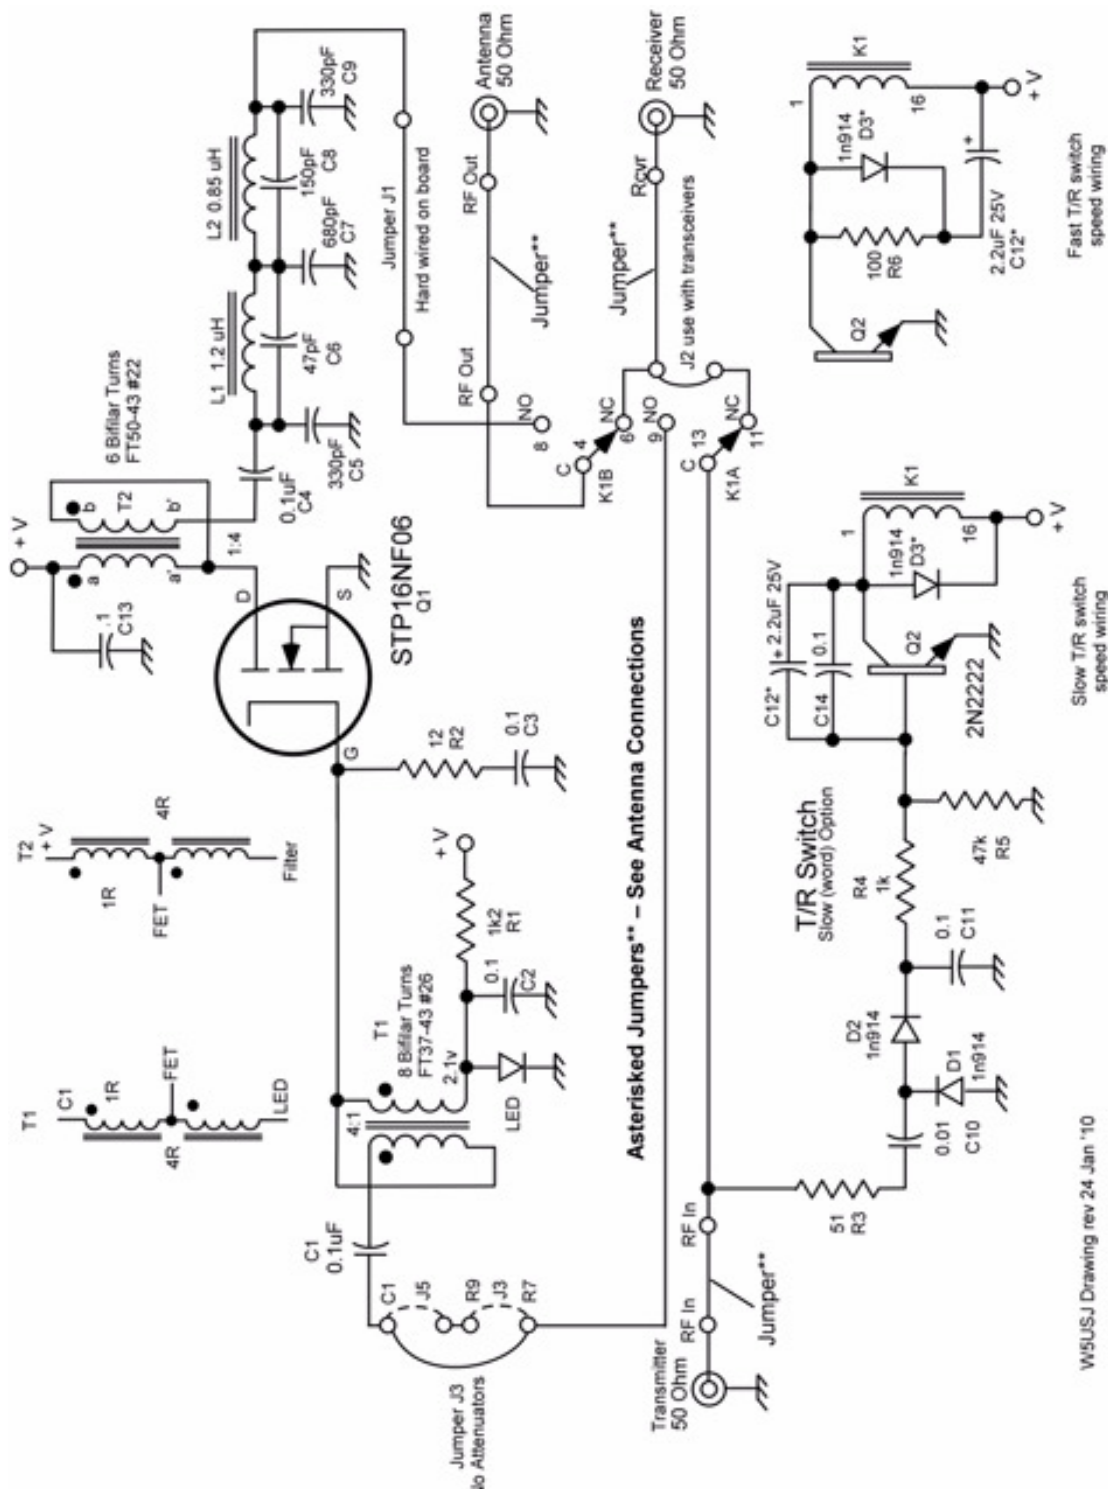 T1
C1
1R
4R
FET
LED
T2
+ V
1R
4R
FET
Filter
+ V
.1
C13
6 Bifilar Turns
FT50-43 #22
a
b
T2
a'
b'
1:4
0.1uF
C4
L1 1.2 uH
L2 0.85 uH
330pF
C5
47pF
C6
680pF
C7
150pF
C8
330pF
C9
D
S
G
STP16NF06
Q1
12
R2
0.1
C3
C1
0.1uF
4:1
T1
8 Bifilar Turns
FT37-43 #26
2.1v
LED
0.1
C2
1k2
R1
+ V
C1
J5
R9
J3
R7
Jumper J3
No Attenuators
Jumper J1
Hard wired on board
Antenna
50 Ohm
RF Out
RF Out
Jumper**
NO
8
C
4
K1B
6
NC
9
NO
Receiver
50 Ohm
Rcvr
Jumper**
J2 use with transceivers
C
13
K1A
11
NC
Asterisked Jumpers** – See Antenna Connections
Transmitter
50 Ohm
RF In
RF In
Jumper**
51
R3
0.01
C10
D1
1n914
D2
1n914
0.1
C11
T/R Switch
Slow (word) Option
R4
1k
47k
R5
C12*
2.2uF 25V
+
C14
0.1
Q2
2N2222
1
1n914
D3*
K1
16
+ V
Slow T/R switch
speed wiring
Q2
100
R6
1n914
D3*
1
K1
16
+
2.2uF 25V
C12*
+ V
Fast T/R switch
speed wiring
W5USJ Drawing rev 24 Jan '10